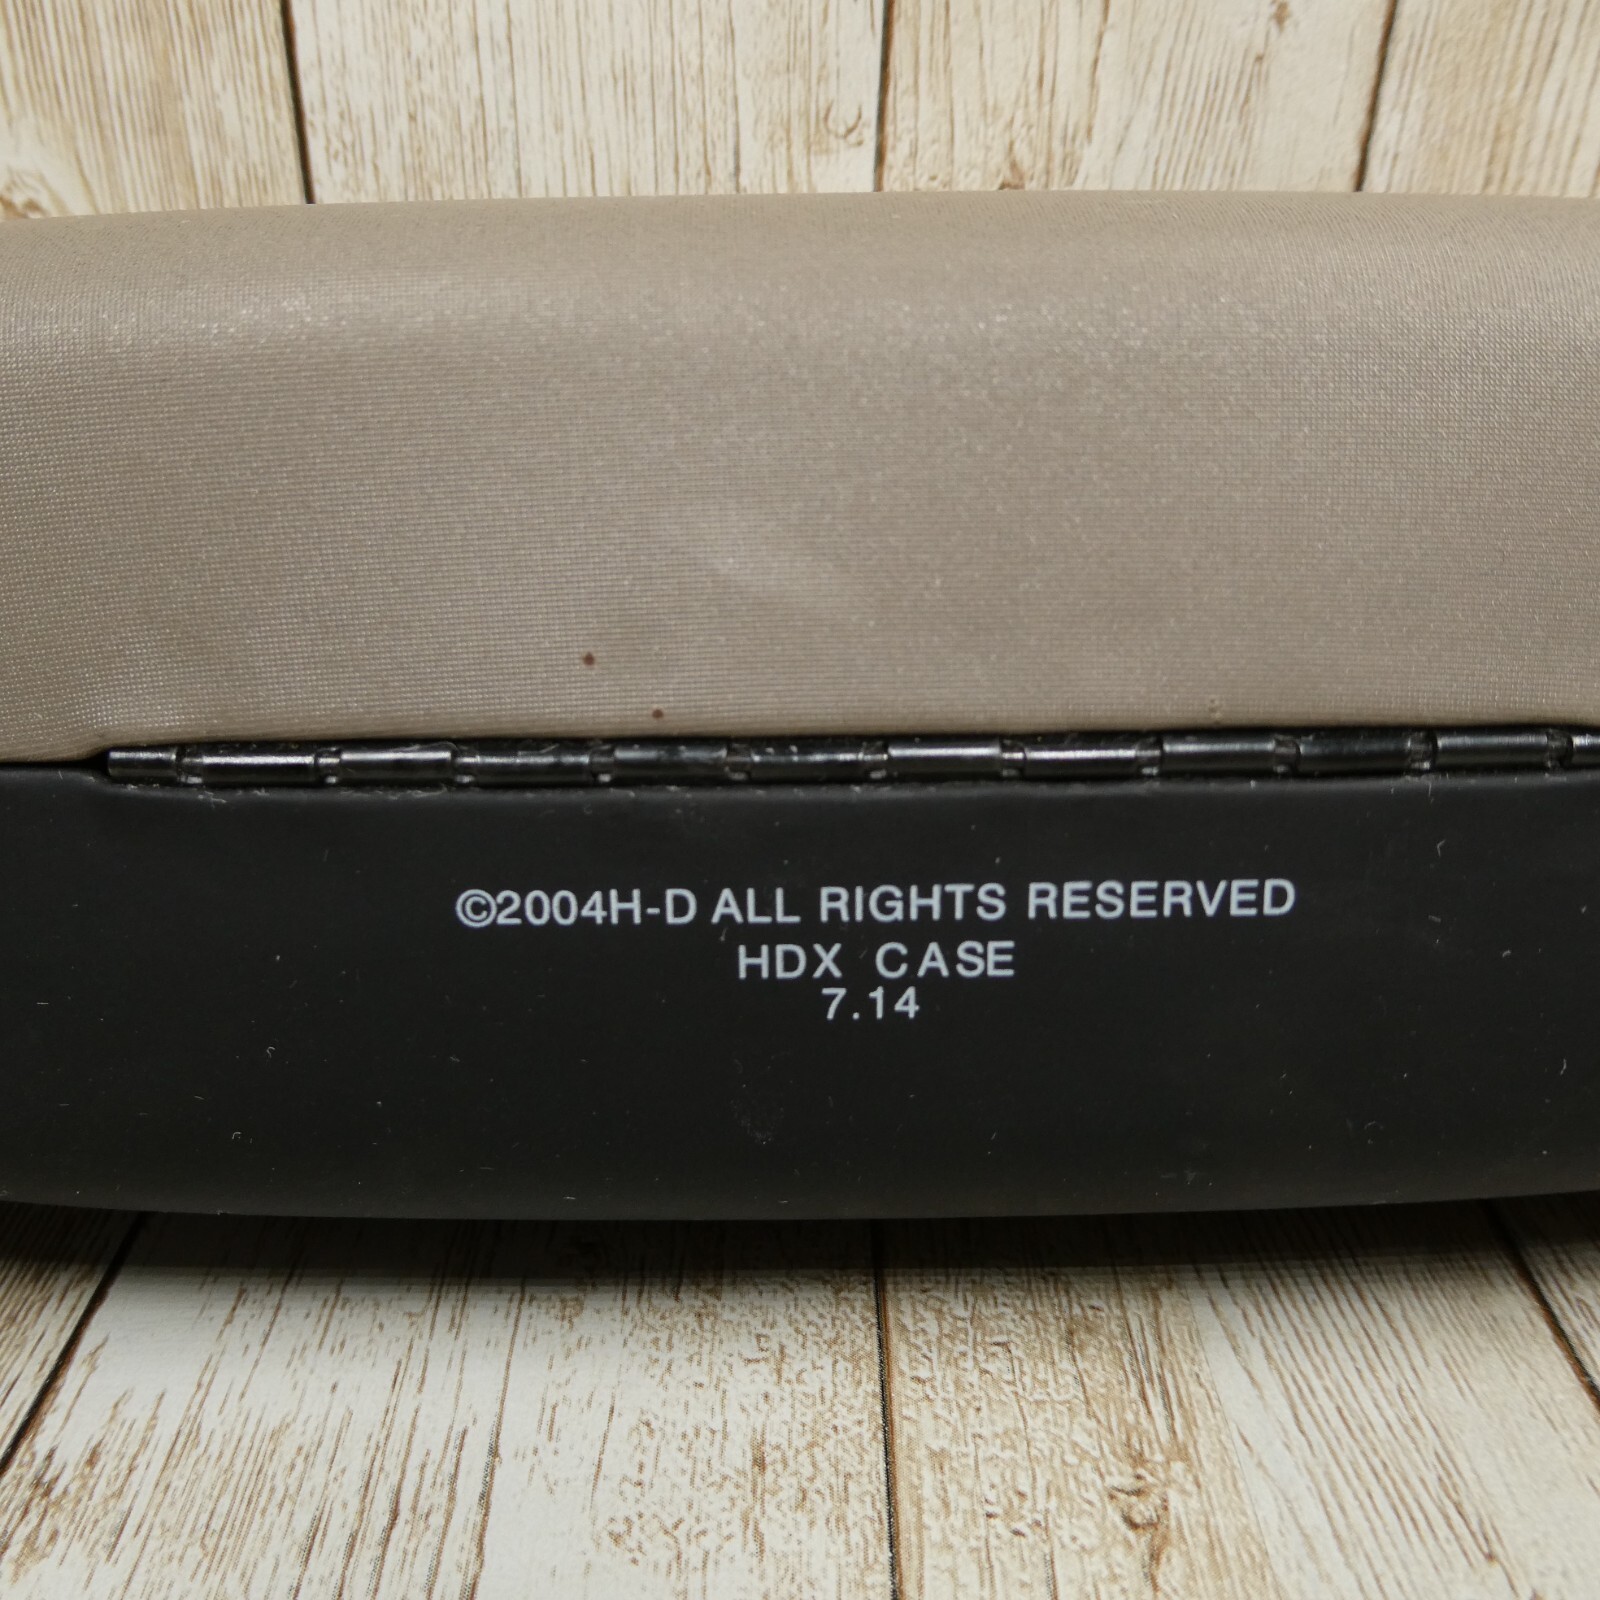 ©2004H-D ALL RIGHTS RESERVED
HDX CASE
7.14